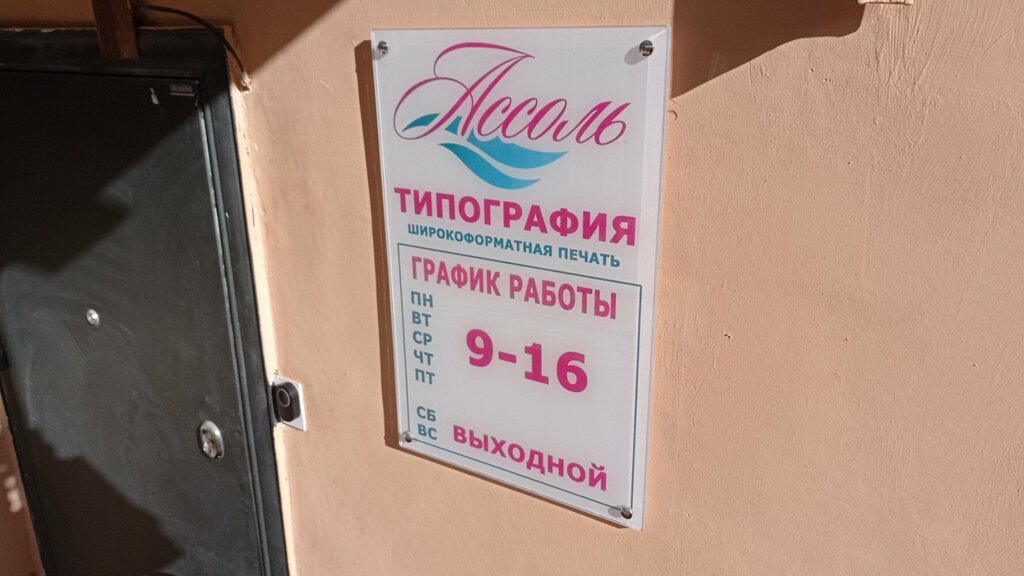 Ассоль
ТИПОГРАФИЯ
ШИРОКОФОРМАТНАЯ ПЕЧАТЬ
ГРАФИК РАБОТЫ
ПН
ВТ
СР
ЧТ
ПТ
9-16
СБ
ВС
ВЫХОДНОЙ